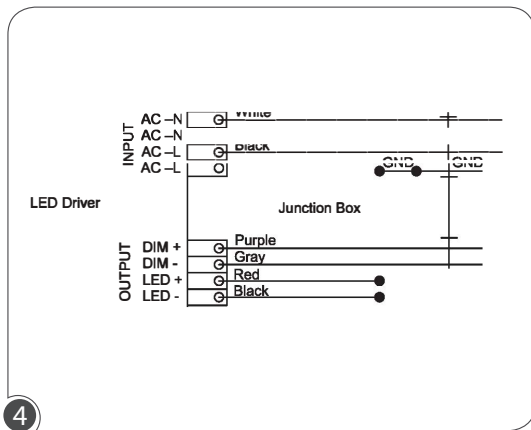 AC –N White
AC –N
AC –L Black
AC –L GND GND
INPUT
LED Driver
Junction Box
DIM + Purple
DIM - Gray
LED + Red
LED - Black
OUTPUT
4